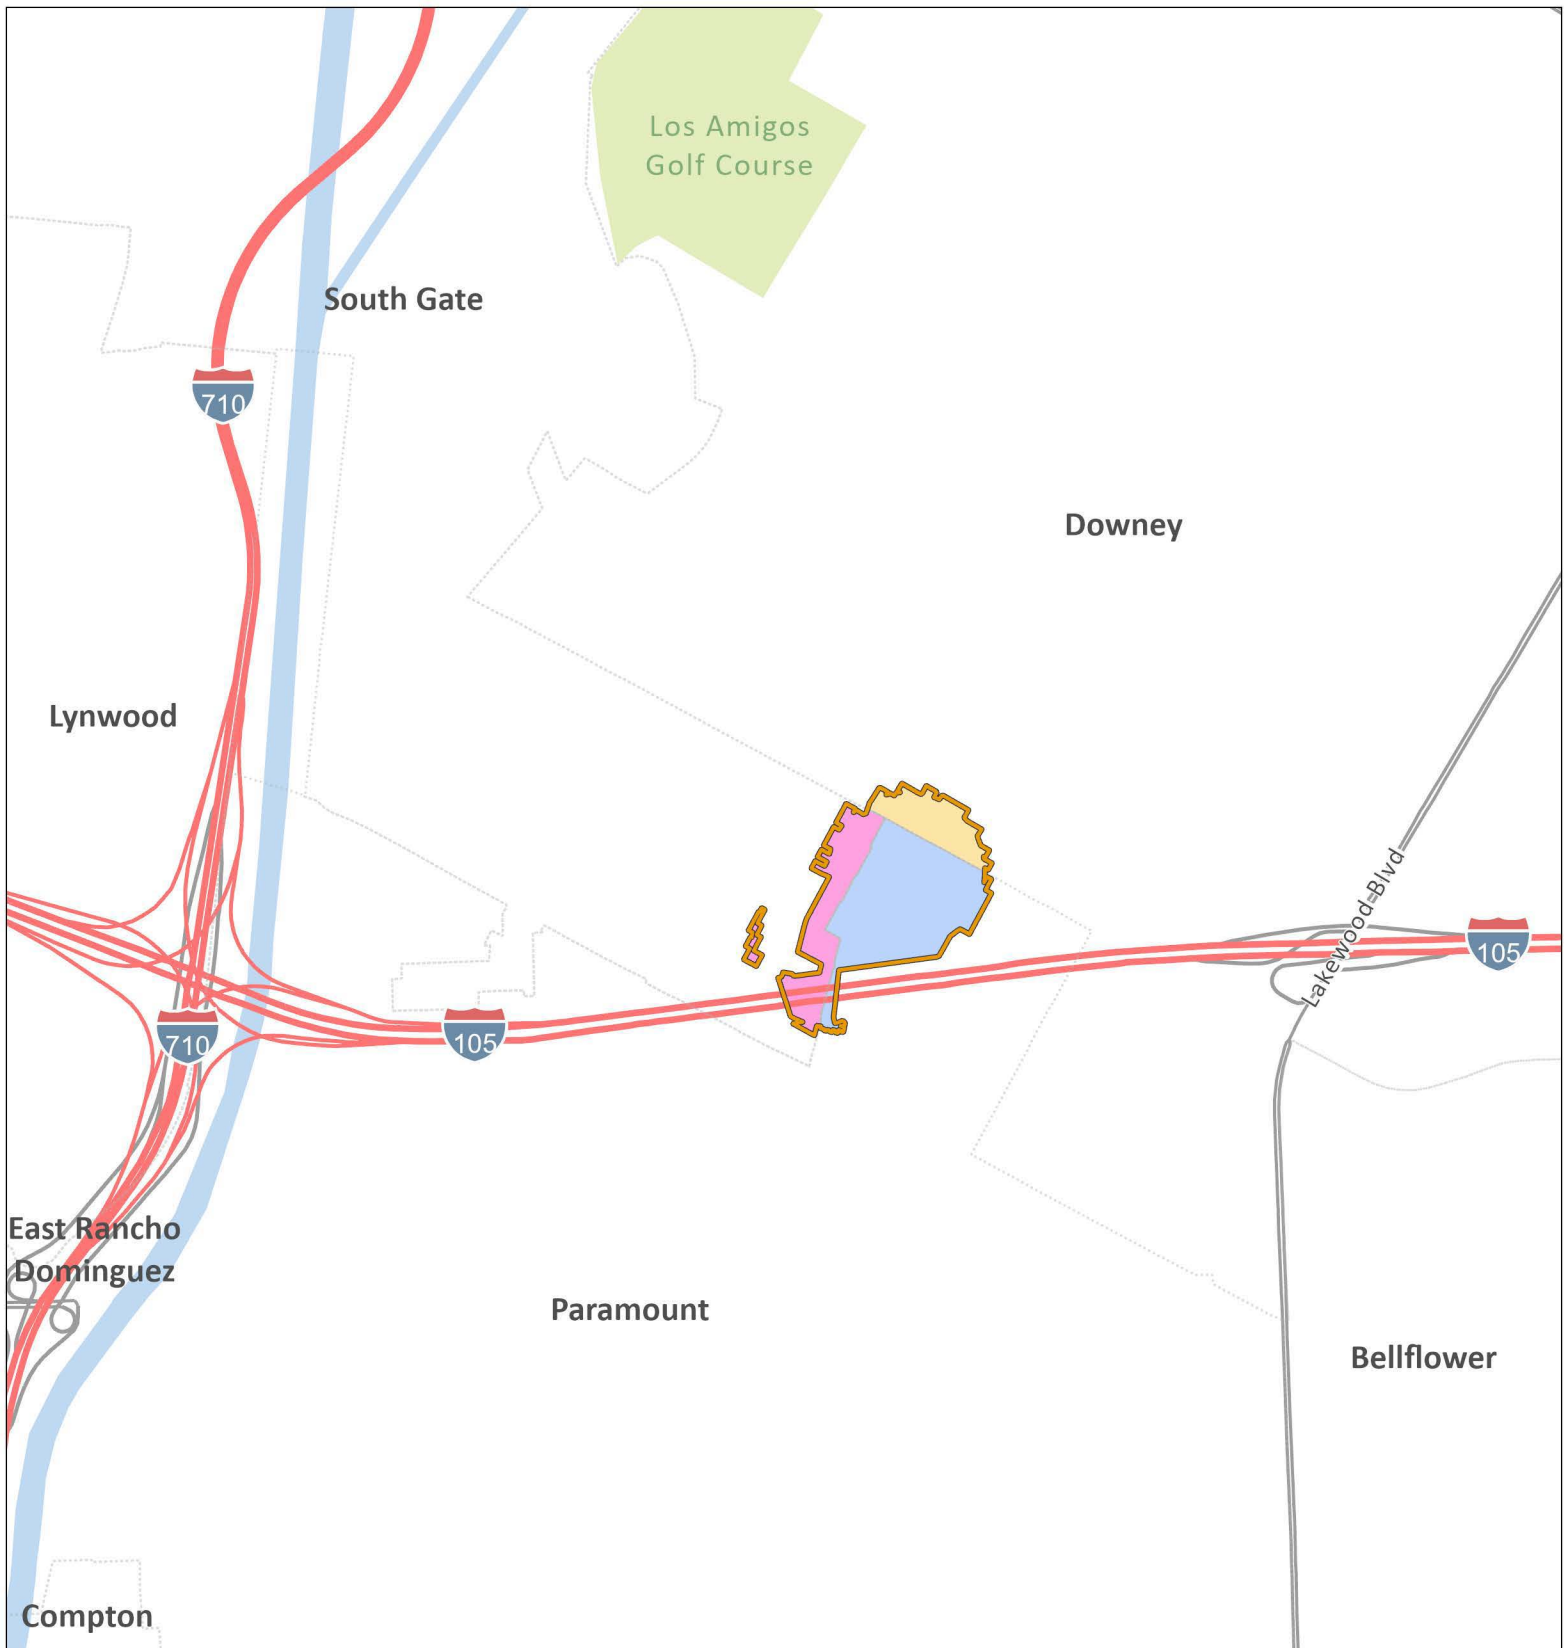 Los Amigos
Golf Course
South Gate
710
Downey
Lynwood
Lakewood Blvd
105
710
105
East Rancho
Dominguez
Paramount
Bellflower
Compton